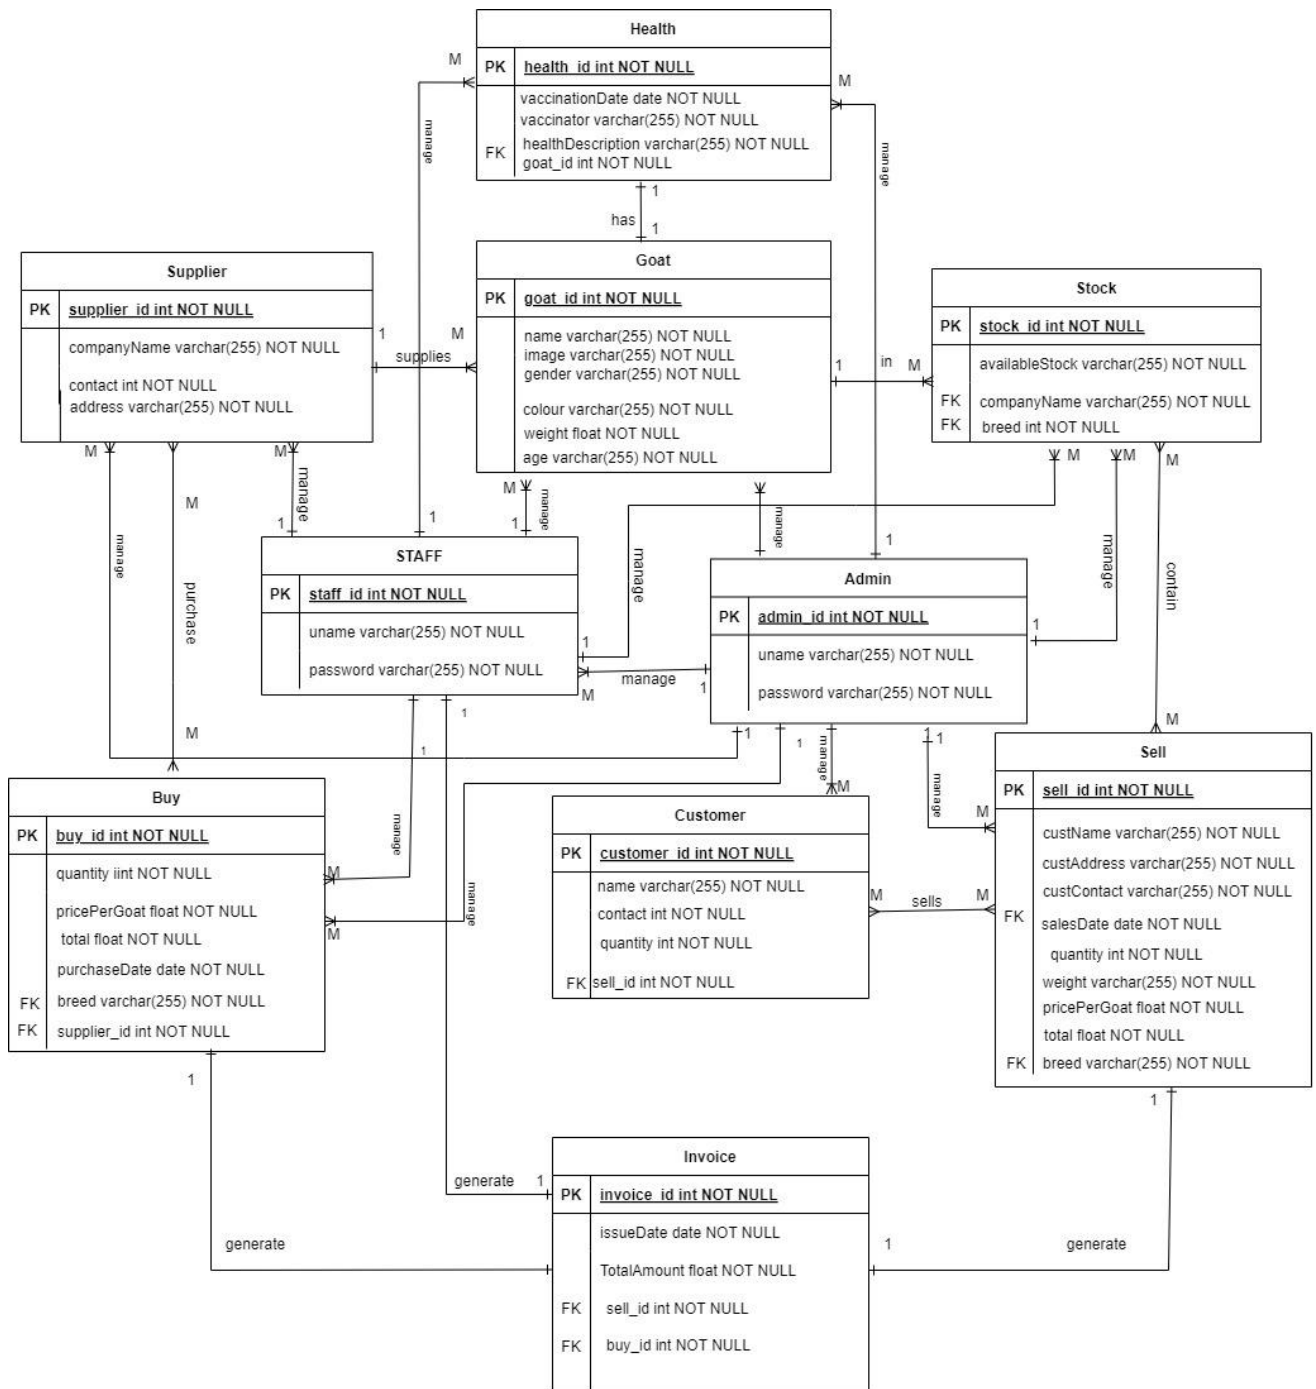 Health
PK health_id int NOT NULL
vaccinationDate date NOT NULL
vaccinator varchar(255) NOT NULL
healthDescription varchar(255) NOT NULL
FK goat_id int NOT NULL
M
M
manage
manage
1
has
1
Supplier
PK supplier_id int NOT NULL
companyName varchar(255) NOT NULL
contact int NOT NULL
address varchar(255) NOT NULL
1
supplies
M
Goat
PK goat_id int NOT NULL
name varchar(255) NOT NULL
image varchar(255) NOT NULL
gender varchar(255) NOT NULL
colour varchar(255) NOT NULL
weight float NOT NULL
age varchar(255) NOT NULL
1
in
M
Stock
PK stock_id int NOT NULL
availableStock varchar(255) NOT NULL
FK companyName varchar(255) NOT NULL
FK breed int NOT NULL
M
M
M
M
M
M
M
manage
manage
manage
manage
manage
manage
purchase
contain
M
1
1
1
1
1
STAFF
PK staff_id int NOT NULL
uname varchar(255) NOT NULL
password varchar(255) NOT NULL
1
M
manage
1
Admin
PK admin_id int NOT NULL
uname varchar(255) NOT NULL
password varchar(255) NOT NULL
1
1
1
1
1
1
1
1
M
M
manage
manage
manage
manage
M
M
Buy
PK buy_id int NOT NULL
quantity iint NOT NULL
pricePerGoat float NOT NULL
total float NOT NULL
purchaseDate date NOT NULL
FK breed varchar(255) NOT NULL
FK supplier_id int NOT NULL
M
M
Customer
PK customer_id int NOT NULL
name varchar(255) NOT NULL
contact int NOT NULL
quantity int NOT NULL
FK sell_id int NOT NULL
M
sells
M
Sell
PK sell_id int NOT NULL
custName varchar(255) NOT NULL
custAddress varchar(255) NOT NULL
custContact varchar(255) NOT NULL
FK salesDate date NOT NULL
quantity int NOT NULL
weight varchar(255) NOT NULL
pricePerGoat float NOT NULL
total float NOT NULL
FK breed varchar(255) NOT NULL
1
1
generate
1
generate
1
generate
Invoice
PK invoice_id int NOT NULL
issueDate date NOT NULL
TotalAmount float NOT NULL
FK sell_id int NOT NULL
FK buy_id int NOT NULL